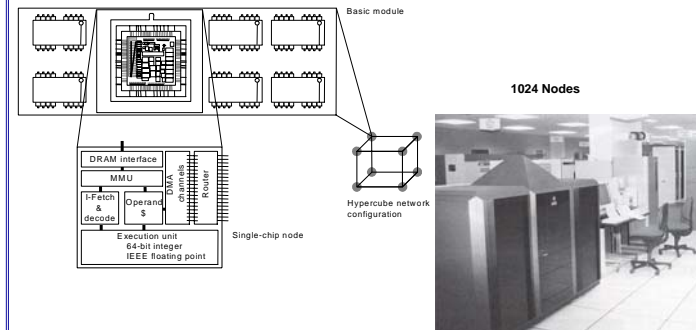 Basic module
1024 Nodes
DRAM interface
MMU
DMA
channels
Router
I-Fetch
&
decode
Operand
$
Execution unit
64-bit integer
IEEE floating point
Single-chip node
Hypercube network
configuration